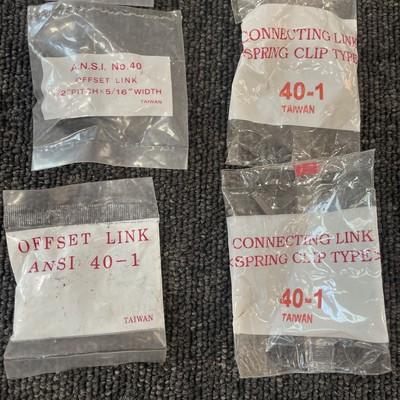 A.N.S.I. No.40
OFFSET LINK
2" PITCH × 5/16" WIDTH
TAIWAN
CONNECTING LINK
<SPRING CLIP TYPE>
40-1
TAIWAN
OFFSET LINK
ANSI 40-1
TAIWAN
CONNECTING LINK
<SPRING CLIP TYPE>
40-1
TAIWAN